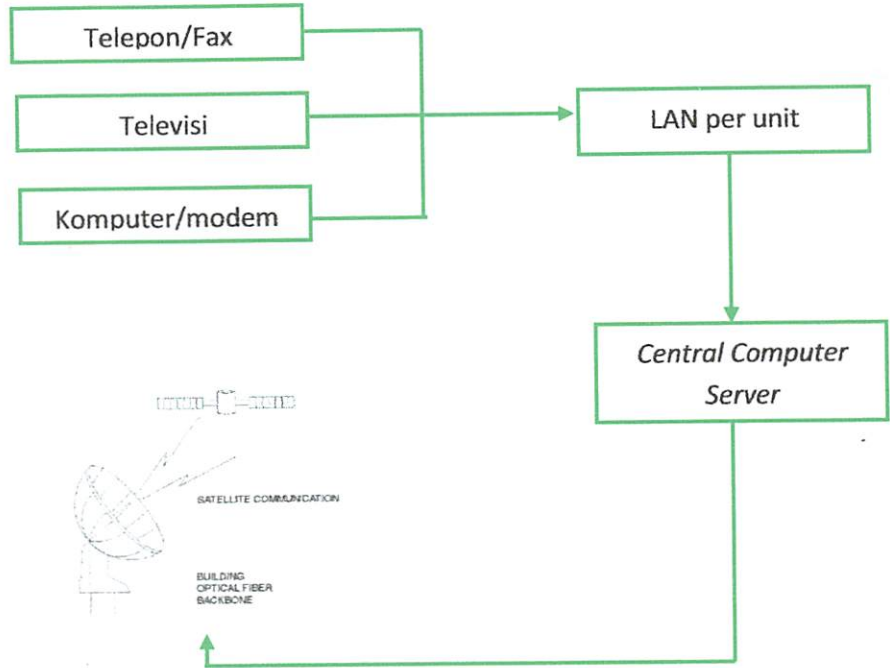 Telepon/Fax
Televisi
Komputer/modem
LAN per unit
Central Computer
Server
SATELLITE COMMUNICATION
BUILDING
OPTICAL FIBER
BACKBONE